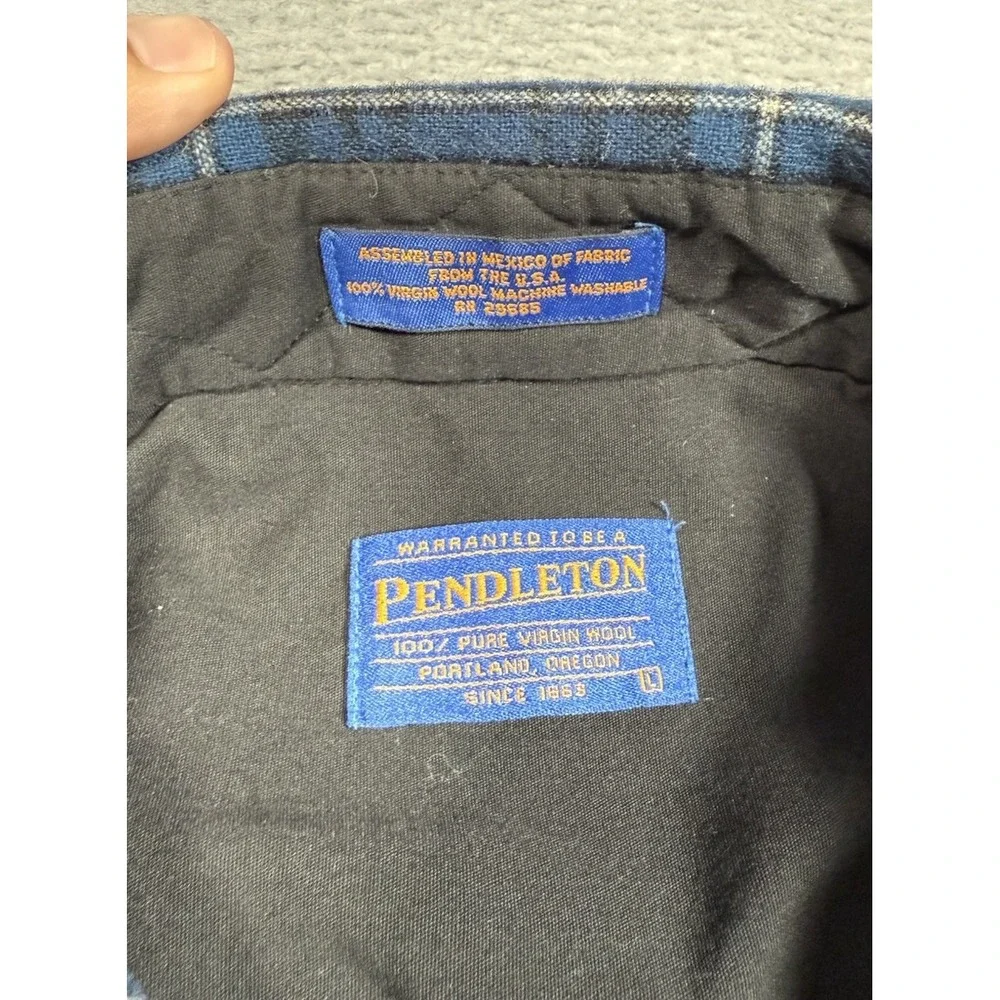 ASSEMBLED IN MEXICO OF FABRIC
FROM THE U.S.A.
100% VIRGIN WOOL MACHINE WASHABLE
RN 29685
WARRANTED TO BE A
PENDLETON
100% PURE VIRGIN WOOL
PORTLAND, OREGON
SINCE 1863
L